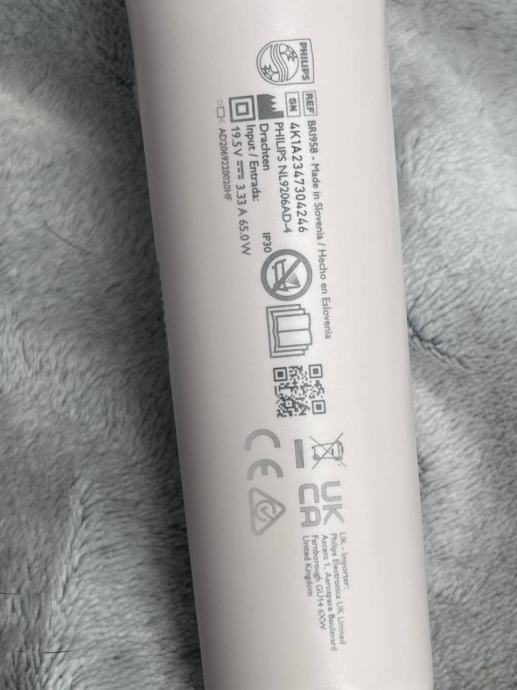 PHILIPS
REF BRI958 - Made in Slovenia / Hecho en Eslovenia
SN 4K1A2347304246
PHILIPS NL9206AD-4
Drachten
Input / Entrada:
19.5V ⎓ 3.33 A 65.0W
AD2069220020HF
IP30
CE
UK
CA
UK - Importer:
Philips Electronics UK Limited
Ascent 1, Aerospace Boulevard
Farnborough GU14 6XW
United Kingdom